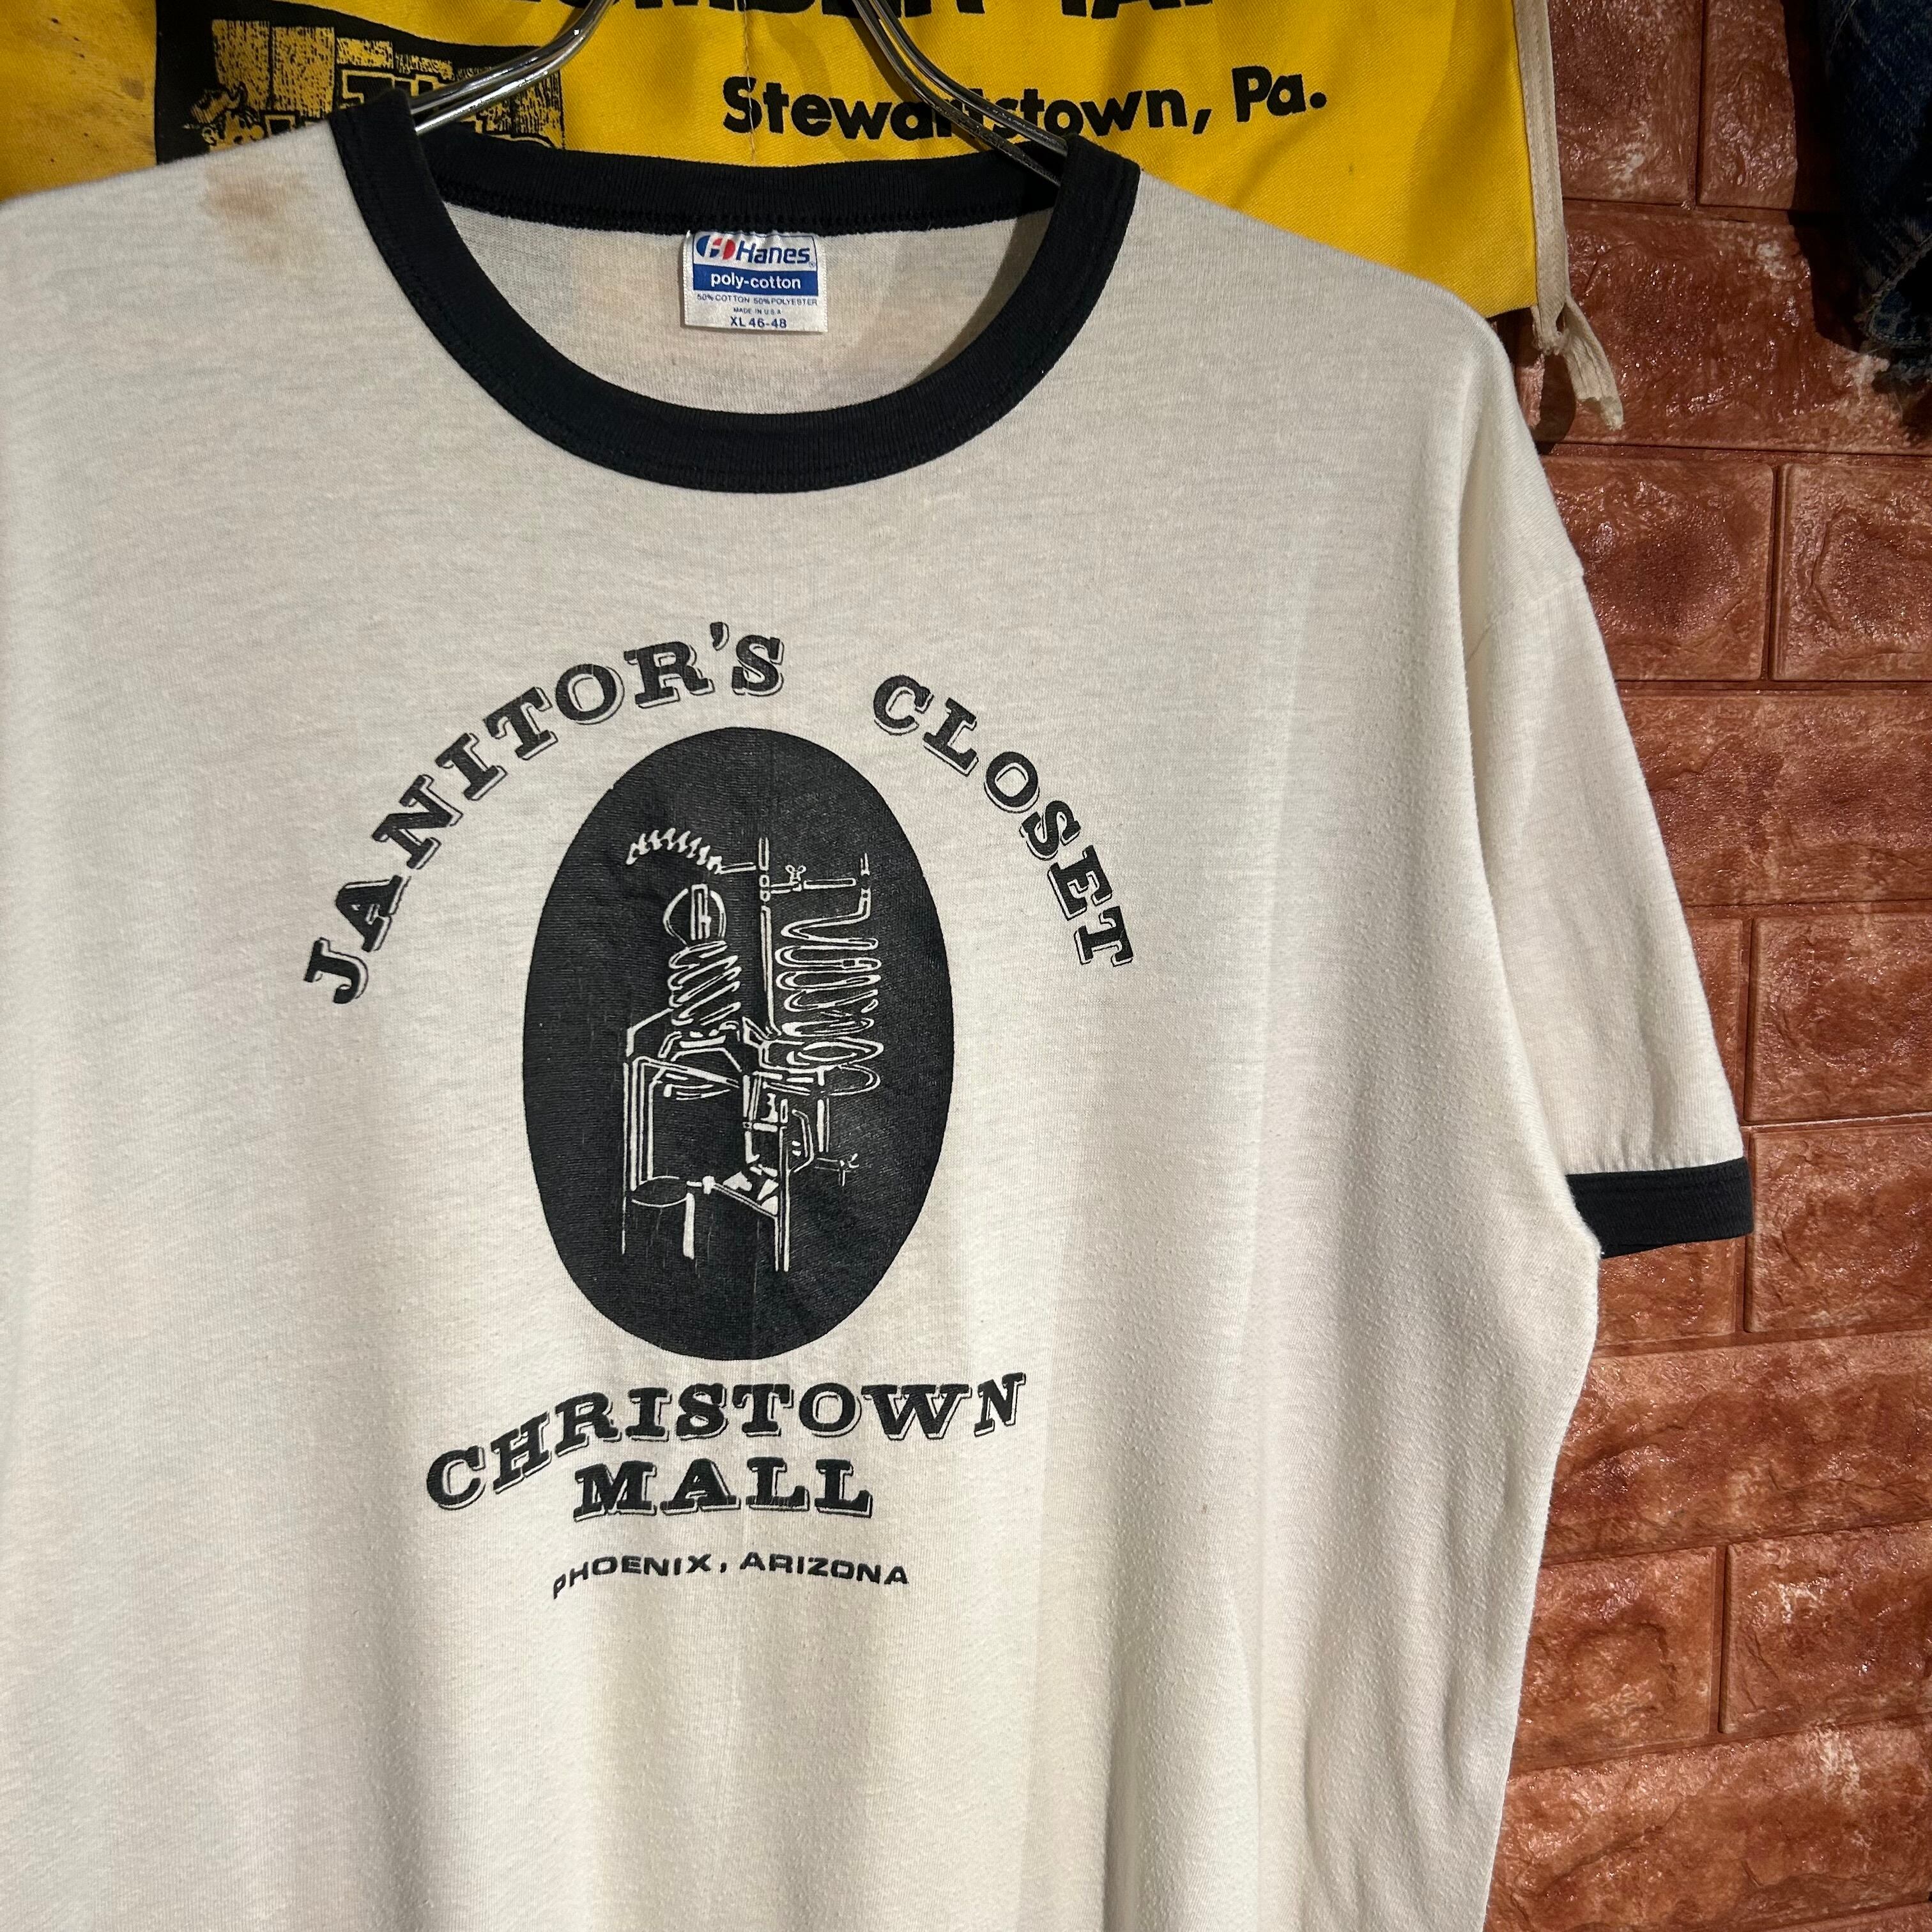 Stewartstown, Pa.
Hanes
poly-cotton
50% COTTON 50% POLYESTER
MADE IN U.S.A
XL 46-48
JANITOR'S CLOSET
CHRISTOWN
MALL
PHOENIX, ARIZONA